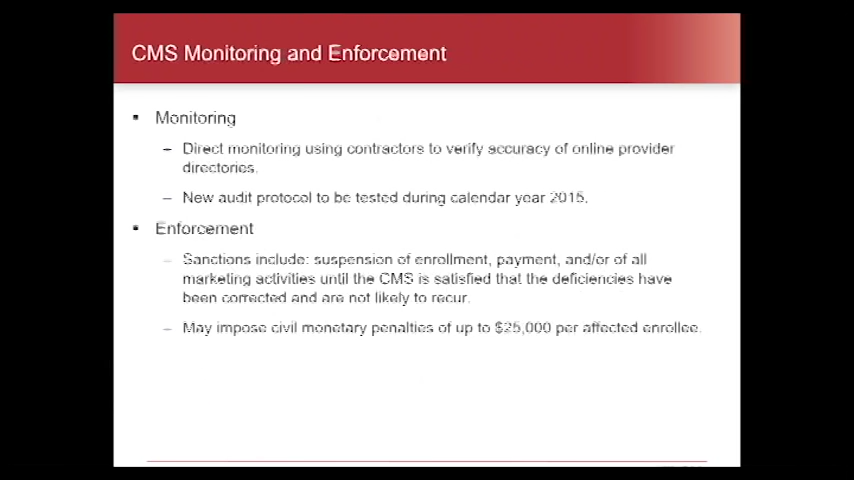 CMS Monitoring and Enforcement
▪ Monitoring
– Direct monitoring using contractors to verify accuracy of online provider
directories.
– New audit protocol to be tested during calendar year 2015.
▪ Enforcement
– Sanctions include: suspension of enrollment, payment, and/or of all
marketing activities until the CMS is satisfied that the deficiencies have
been corrected and are not likely to recur.
– May impose civil monetary penalties of up to $25,000 per affected enrollee.